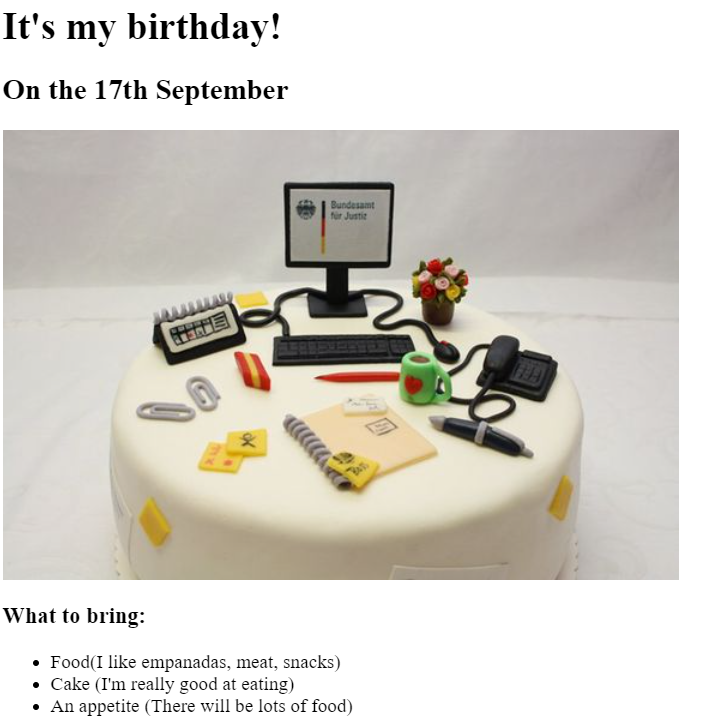 It's my birthday!
On the 17th September
Bundesamt
für Justiz
What to bring:
Food(I like empanadas, meat, snacks)
Cake (I'm really good at eating)
An appetite (There will be lots of food)